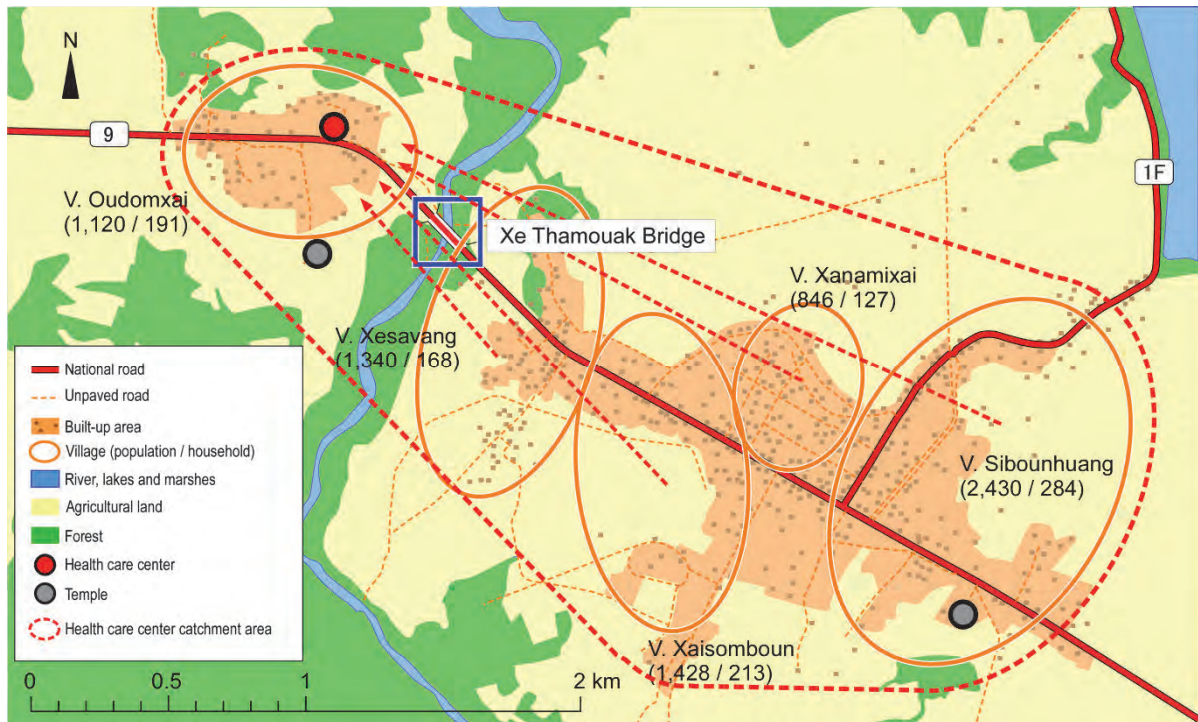 N
9
1F
V. Oudomxai
(1,120 / 191)
Xe Thamouak Bridge
V. Xanamixai
(846 / 127)
V. Xesavang
(1,340 / 168)
V. Sibounhuang
(2,430 / 284)
V. Xaisomboun
(1,428 / 213)
National road
Unpaved road
Built-up area
Village (population / household)
River, lakes and marshes
Agricultural land
Forest
Health care center
Temple
Health care center catchment area
0 0.5 1 2 km